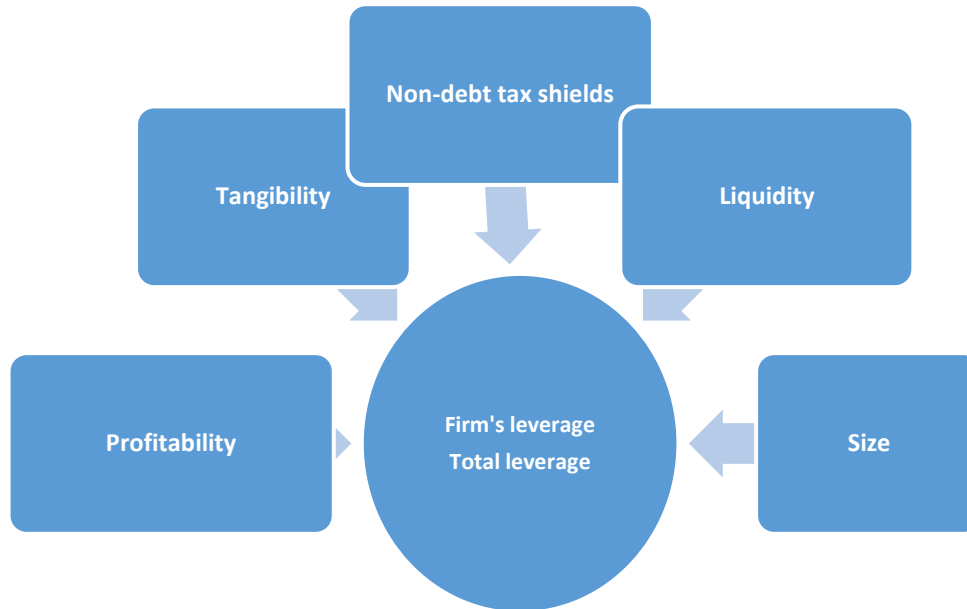 Non-debt tax shields
Tangibility
Liquidity
Firm's leverage
Total leverage
Profitability
Size